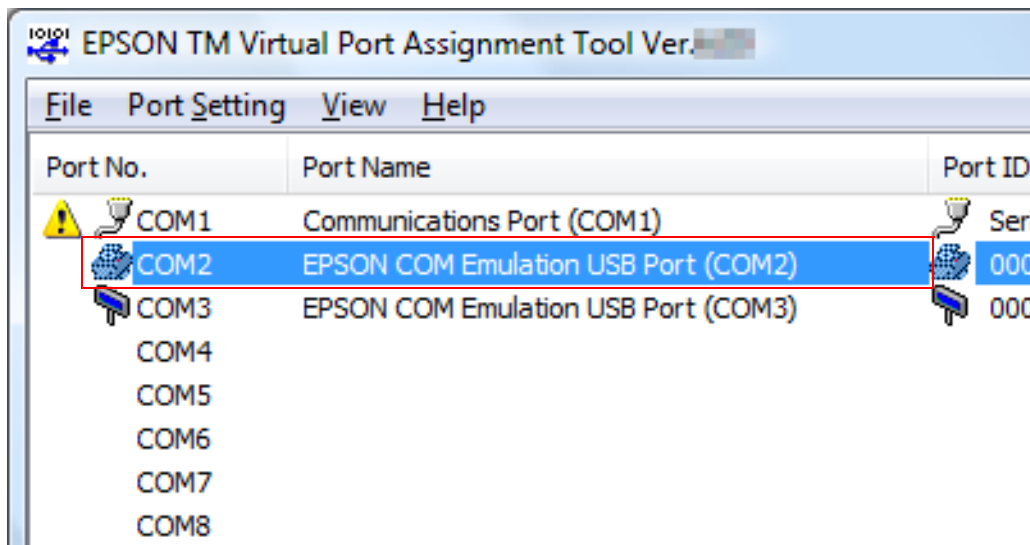 EPSON TM Virtual Port Assignment Tool Ver.
File Port Setting View Help
Port No. Port Name Port ID
COM1 Communications Port (COM1) Ser
COM2 EPSON COM Emulation USB Port (COM2) 000
COM3 EPSON COM Emulation USB Port (COM3) 000
COM4
COM5
COM6
COM7
COM8